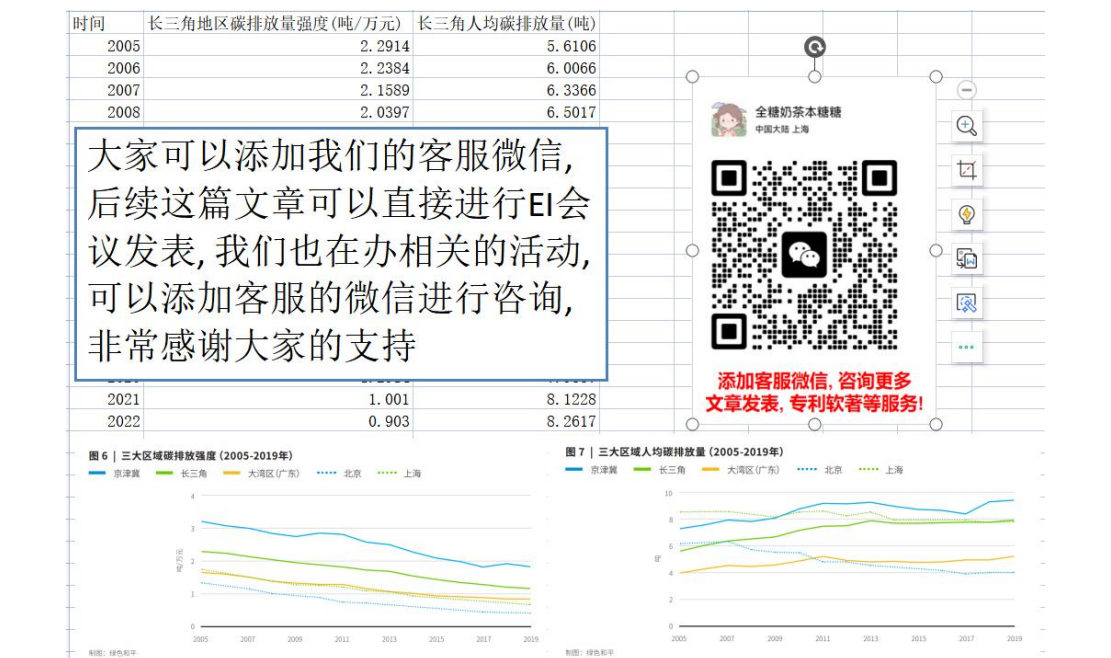 时间 长三角地区碳排放量强度(吨/万元) 长三角人均碳排放量(吨)
2005 2.2914 5.6106
2006 2.2384 6.0066
2007 2.1589 6.3366
2008 2.0397 6.5017
大家可以添加我们的客服微信,
后续这篇文章可以直接进行EI会
议发表, 我们也在办相关的活动,
可以添加客服的微信进行咨询,
非常感谢大家的支持
2021 1.001 8.1228
2022 0.903 8.2617
全糖奶茶本糖糖
中国大陆 上海
添加客服微信, 咨询更多
文章发表, 专利软著等服务!
图 6 | 三大区域碳排放强度 (2005-2019年)
京津冀 长三角 大湾区(广东) 北京 上海
4
3
2
1
0
吨/万元
2005 2007 2009 2011 2013 2015 2017 2019
制图：绿色和平
图 7 | 三大区域人均碳排放量 (2005-2019年)
京津冀 长三角 大湾区(广东) 北京 上海
10
8
6
4
2
0
吨
2005 2007 2009 2011 2013 2015 2017 2019
制图：绿色和平